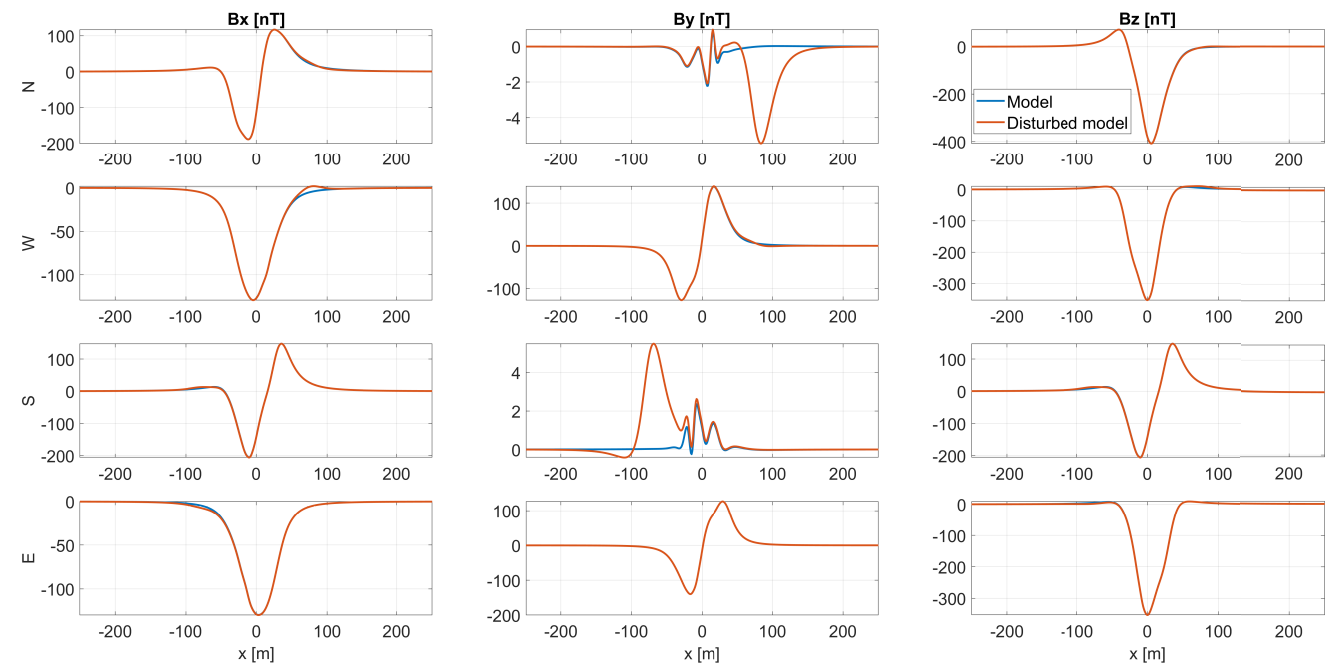 Bx [nT] By [nT] Bz [nT]
N 100 0 -100 -200 0 -2 -4 0 -200 -400
Model
Disturbed model
-200 -100 0 100 200 -200 -100 0 100 200 -200 -100 0 100 200
W 0 -50 -100 100 0 -100 0 -100 -200 -300
-200 -100 0 100 200 -200 -100 0 100 200 -200 -100 0 100 200
S 100 0 -100 -200 4 2 0 100 0 -100 -200
-200 -100 0 100 200 -200 -100 0 100 200 -200 -100 0 100 200
E 0 -50 -100 100 0 -100 -200 0 -100 -200 -300
-200 -100 0 100 200 -200 -100 0 100 200 -200 -100 0 100 200
x [m] x [m] x [m]